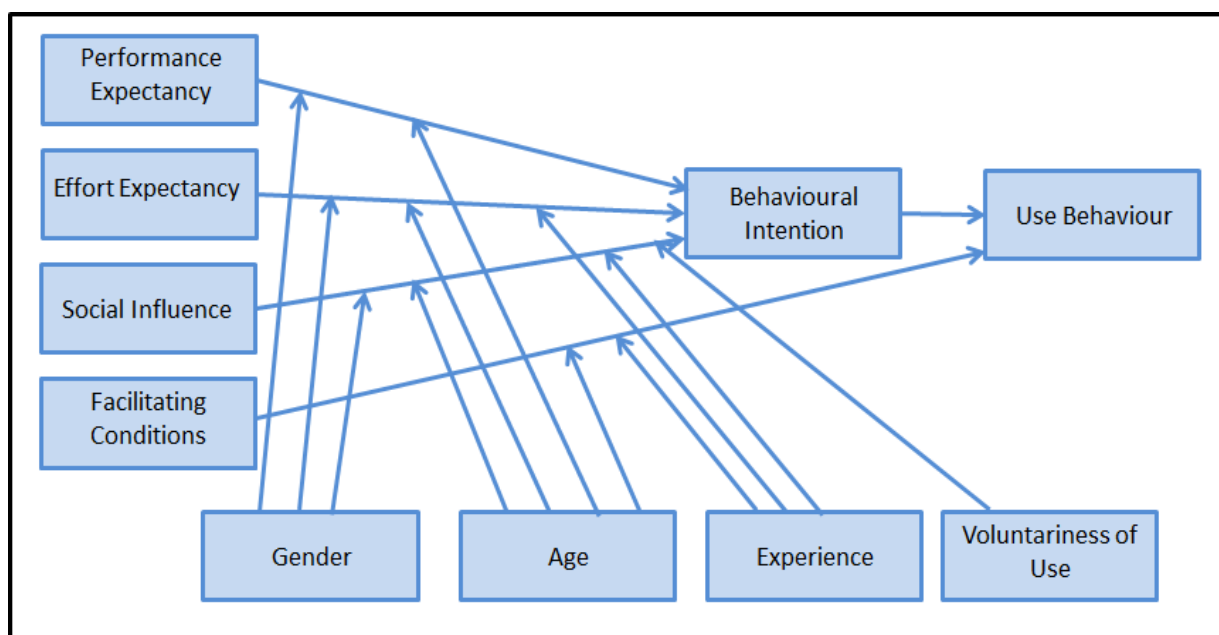 Performance
Expectancy
Effort Expectancy
Social Influence
Facilitating
Conditions
Behavioural
Intention
Use Behaviour
Gender
Age
Experience
Voluntariness of
Use